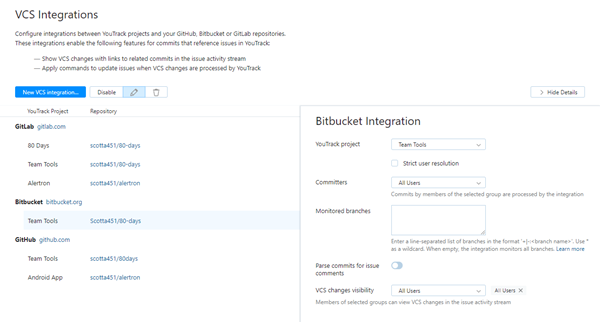 VCS Integrations
Configure integrations between YouTrack projects and your GitHub, Bitbucket or GitLab repositories.
These integrations enable the following features for commits that reference issues in YouTrack:
— Show VCS changes with links to related commits in the issue activity stream
— Apply commands to update issues when VCS changes are processed by YouTrack
New VCS integration...
Disable
Hide Details
YouTrack Project Repository
GitLab gitlab.com
80 Days scotta451/80-days
Team Tools scotta451/80-days
Alertron scotta451/alertron
Bitbucket bitbucket.org
Team Tools Scotta451/80-days
GitHub github.com
Team Tools scotta451/80days
Android App scotta451/alertron
Bitbucket Integration
YouTrack project Team Tools
Strict user resolution
Committers All Users
Commits by members of the selected group are processed by the integration
Monitored branches
Enter a line-separated list of branches in the format `+|-:<branch name>`. Use *
as a wildcard. When empty, the integration monitors all branches. Learn more
Parse commits for issue
comments
VCS changes visibility All Users All Users ×
Members of selected groups can view VCS changes in the issue activity stream